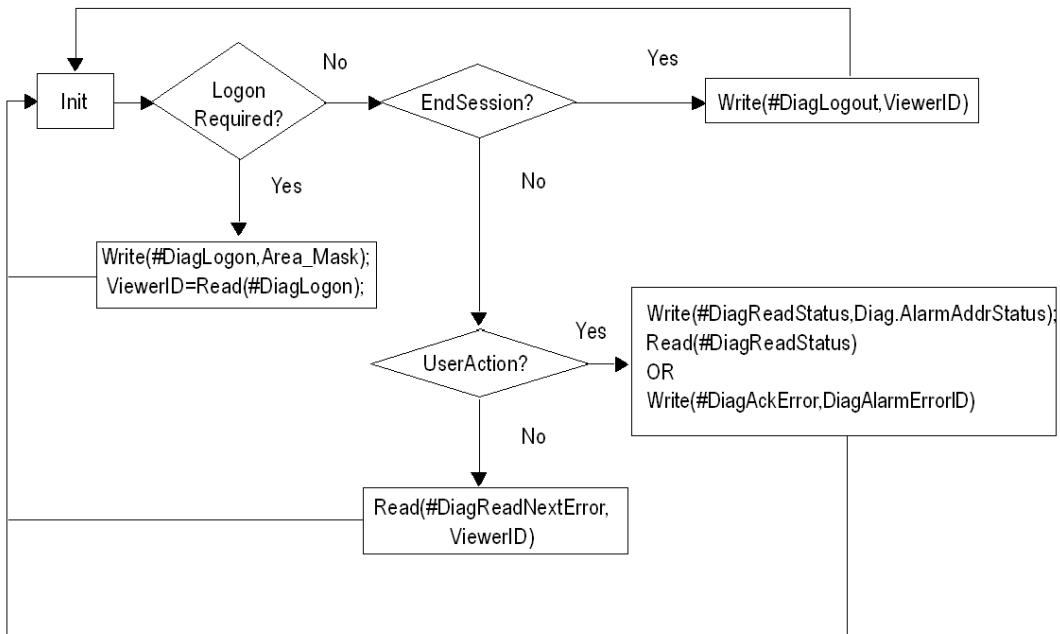 Init
Logon
Required?
No
EndSession?
Yes
Write(#DiagLogout,ViewerID)
Yes
No
Write(#DiagLogon,Area_Mask);
ViewerID=Read(#DiagLogon);
UserAction?
Yes
Write(#DiagReadStatus,Diag.AlarmAddrStatus);
Read(#DiagReadStatus)
OR
Write(#DiagAckError,DiagAlarmErrorID)
No
Read(#DiagReadNextError,
ViewerID)